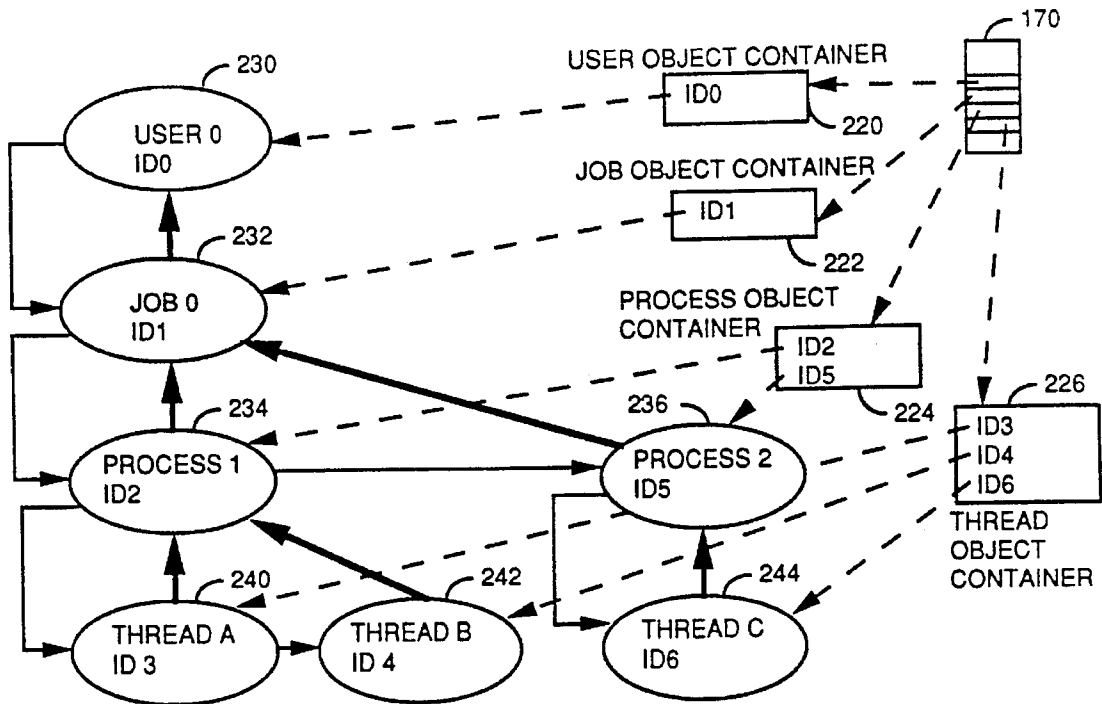 170
230
USER OBJECT CONTAINER
ID0
220
USER 0
ID0
JOB OBJECT CONTAINER
ID1
222
232
JOB 0
ID1
PROCESS OBJECT
CONTAINER
ID2
ID5
224
226
234
236
ID3
ID4
ID6
PROCESS 1
ID2
PROCESS 2
ID5
THREAD
OBJECT
CONTAINER
240
242
244
THREAD A
ID 3
THREAD B
ID 4
THREAD C
ID6